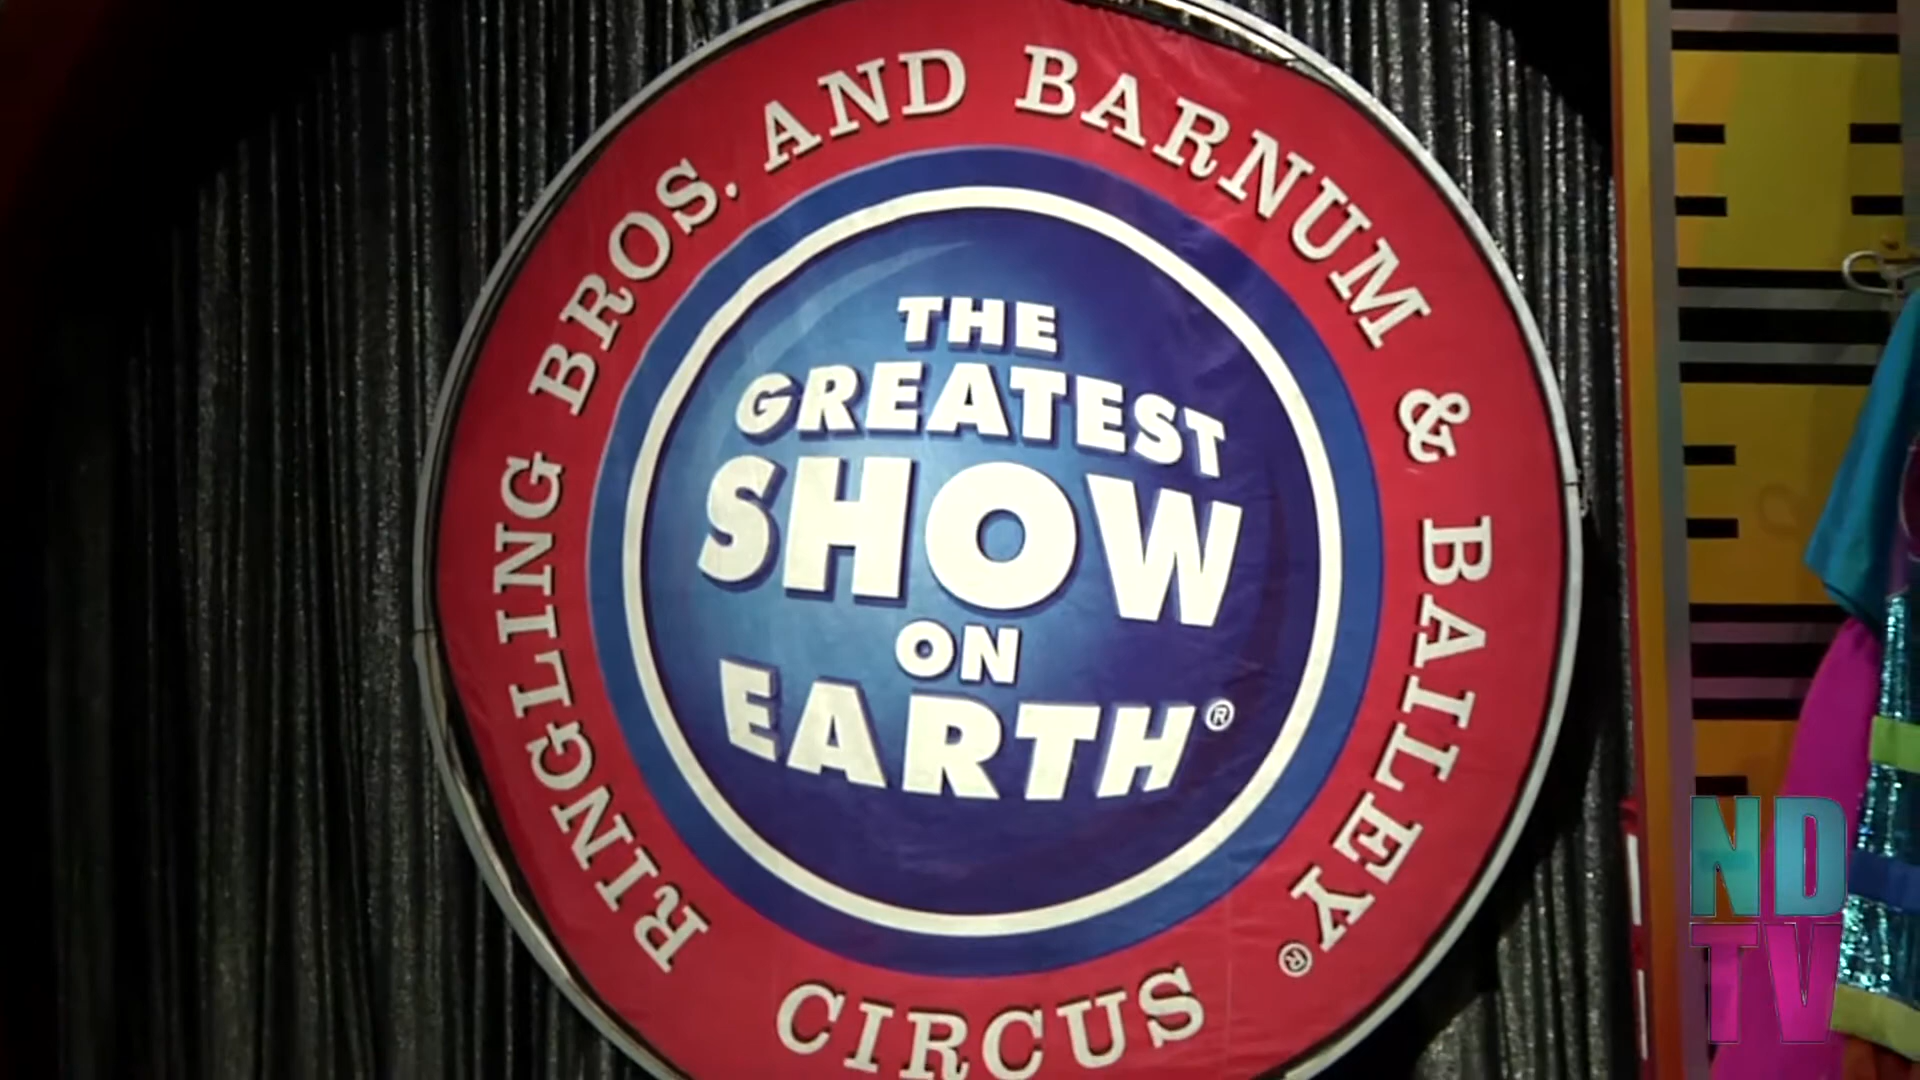 RINGLING BROS. AND BARNUM & BAILEY®
THE
GREATEST
SHOW
ON
EARTH®
CIRCUS
ND
TV